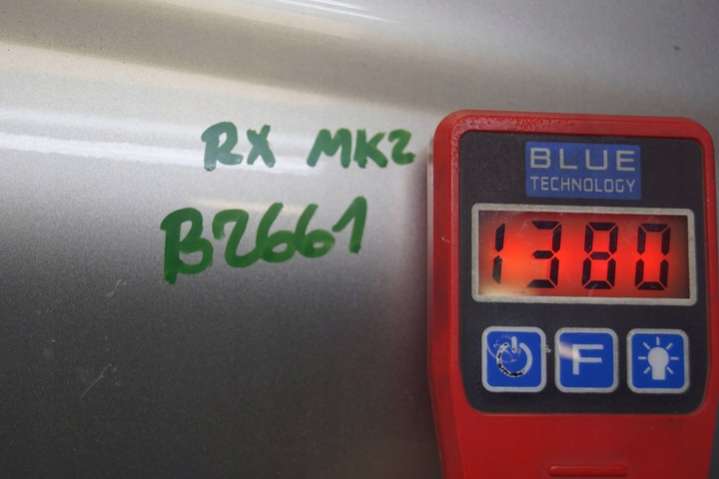 RX MK2
B2661
BLUE
TECHNOLOGY
1380
F